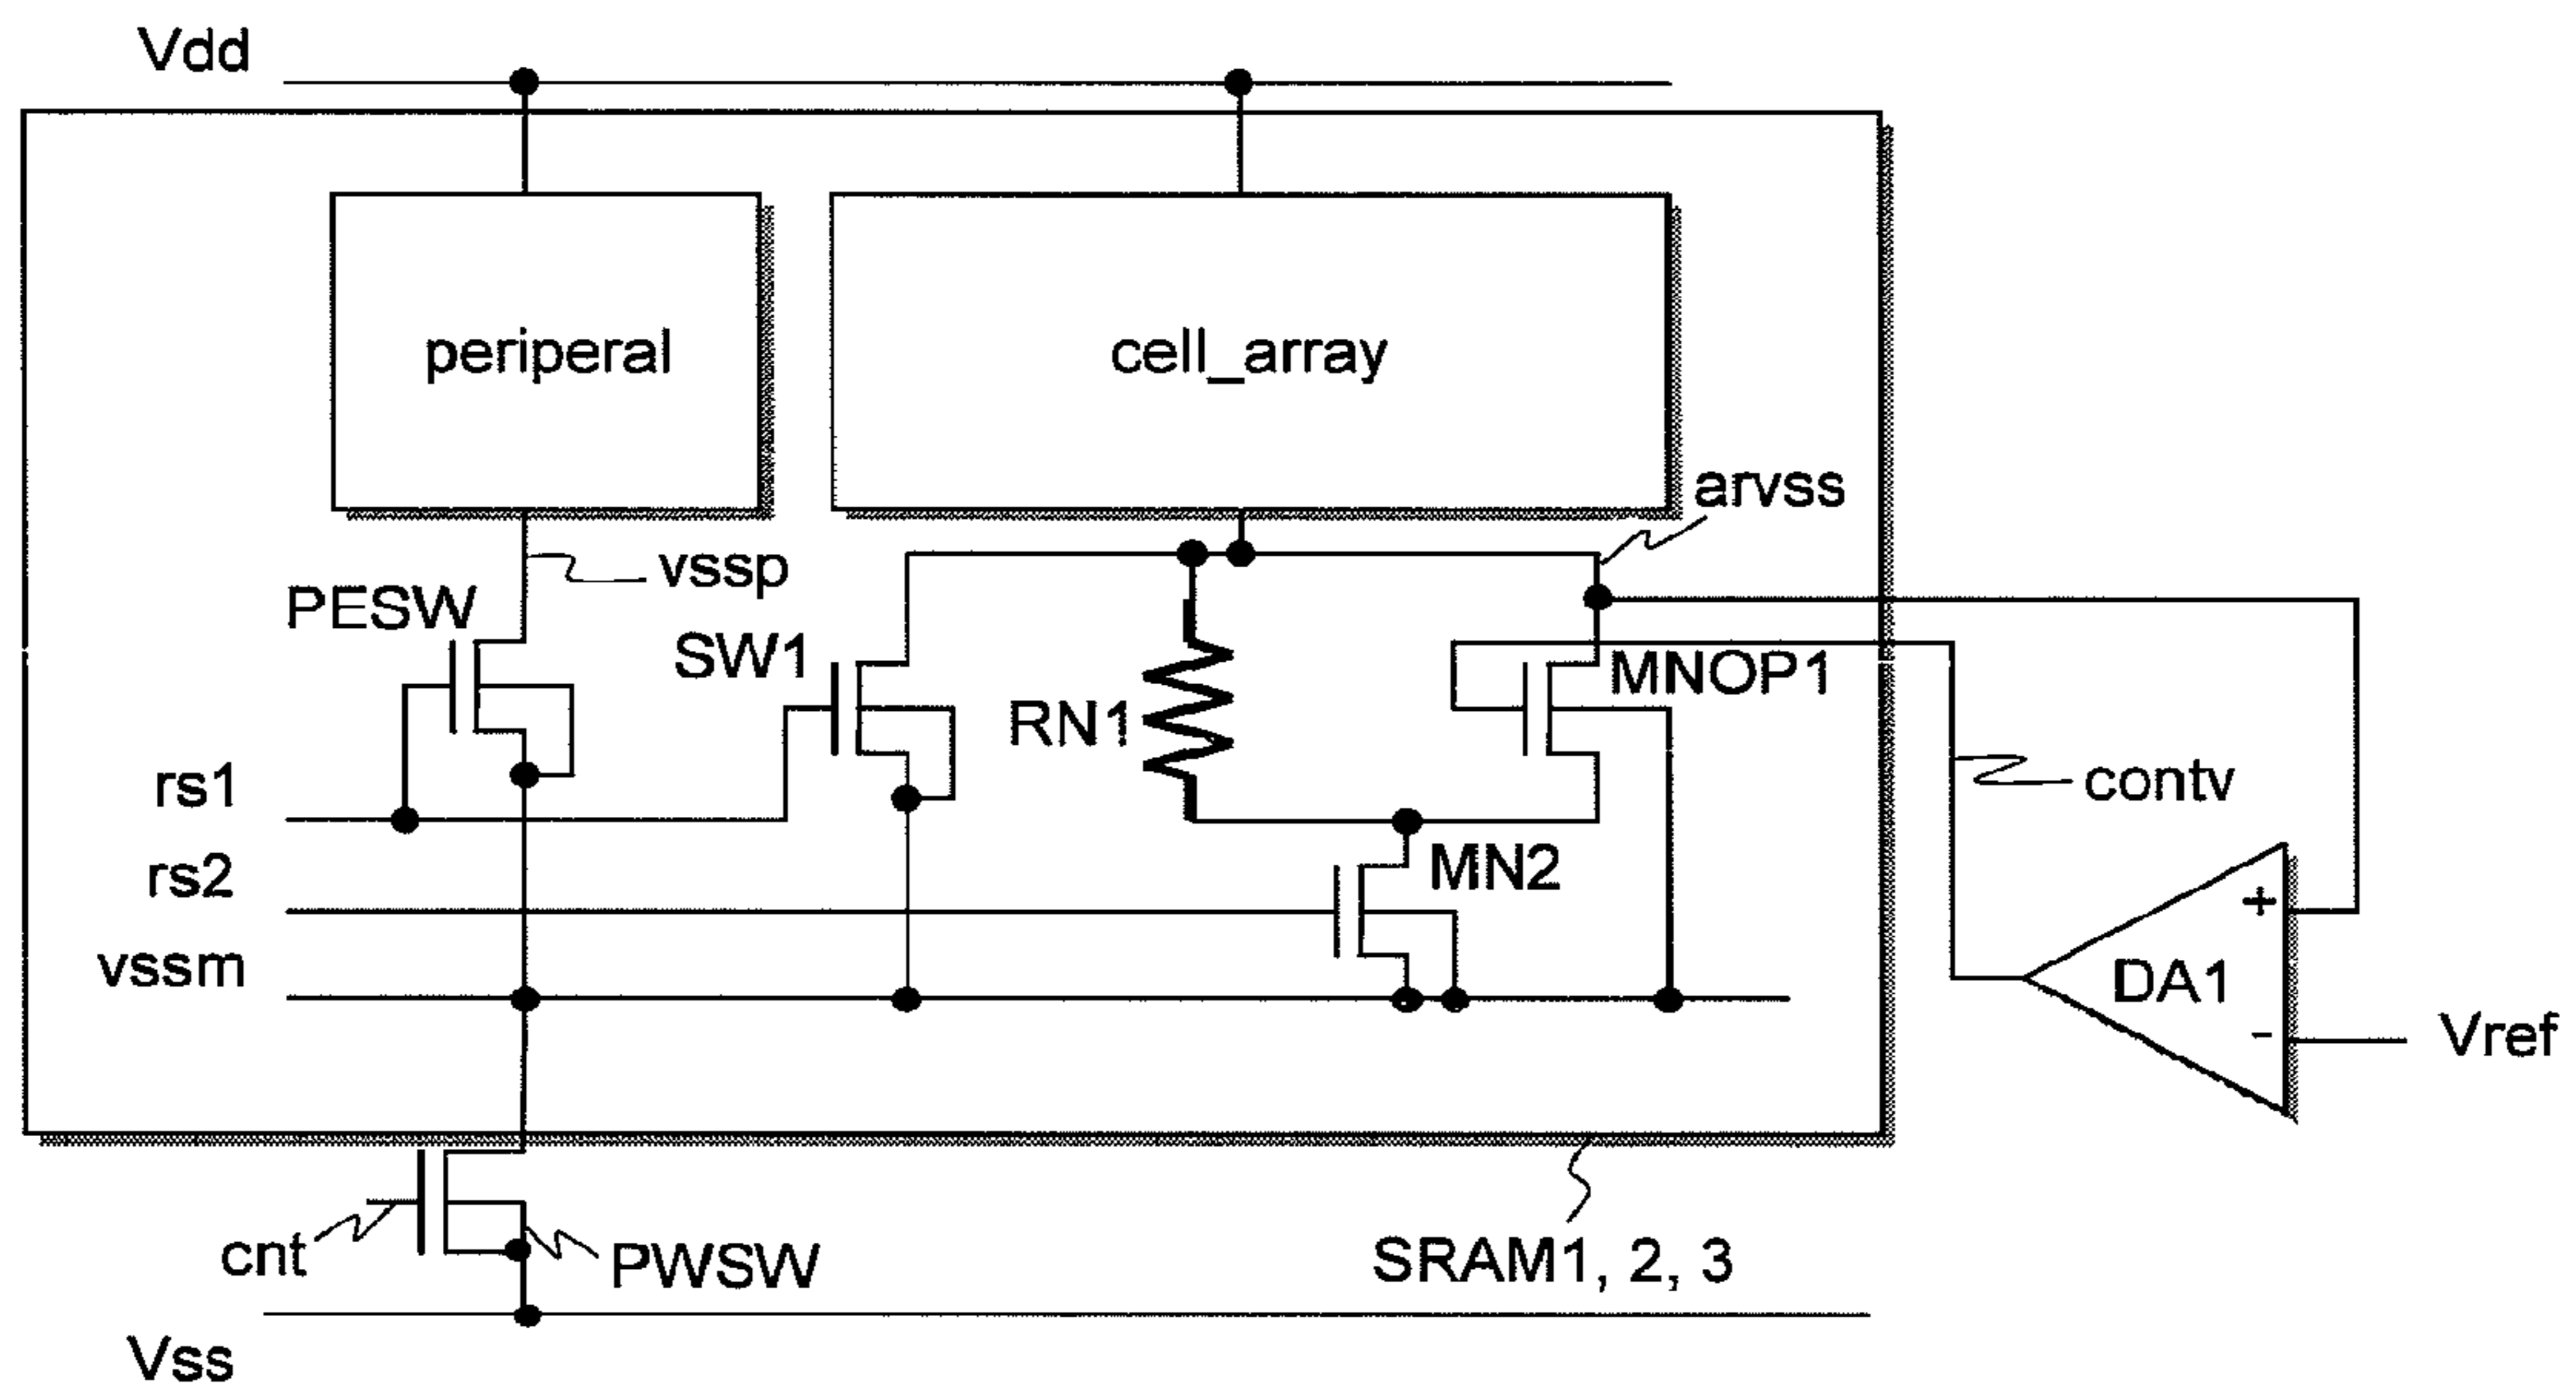 Vdd
periperal
cell_array
arvss
vssp
PESW
SW1
MNOP1
RN1
rs1
contv
rs2
MN2
+
vssm
DA1
-
Vref
cnt
PWSW
SRAM1, 2, 3
Vss